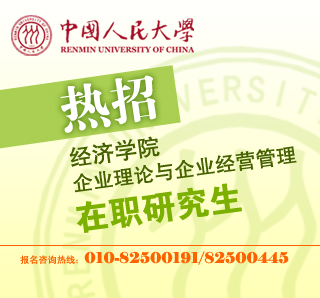 中国人民大学
RENMIN UNIVERSITY OF CHINA
热招
经济学院
企业理论与企业经营管理
在职研究生
报名咨询热线：010-82500191/82500445